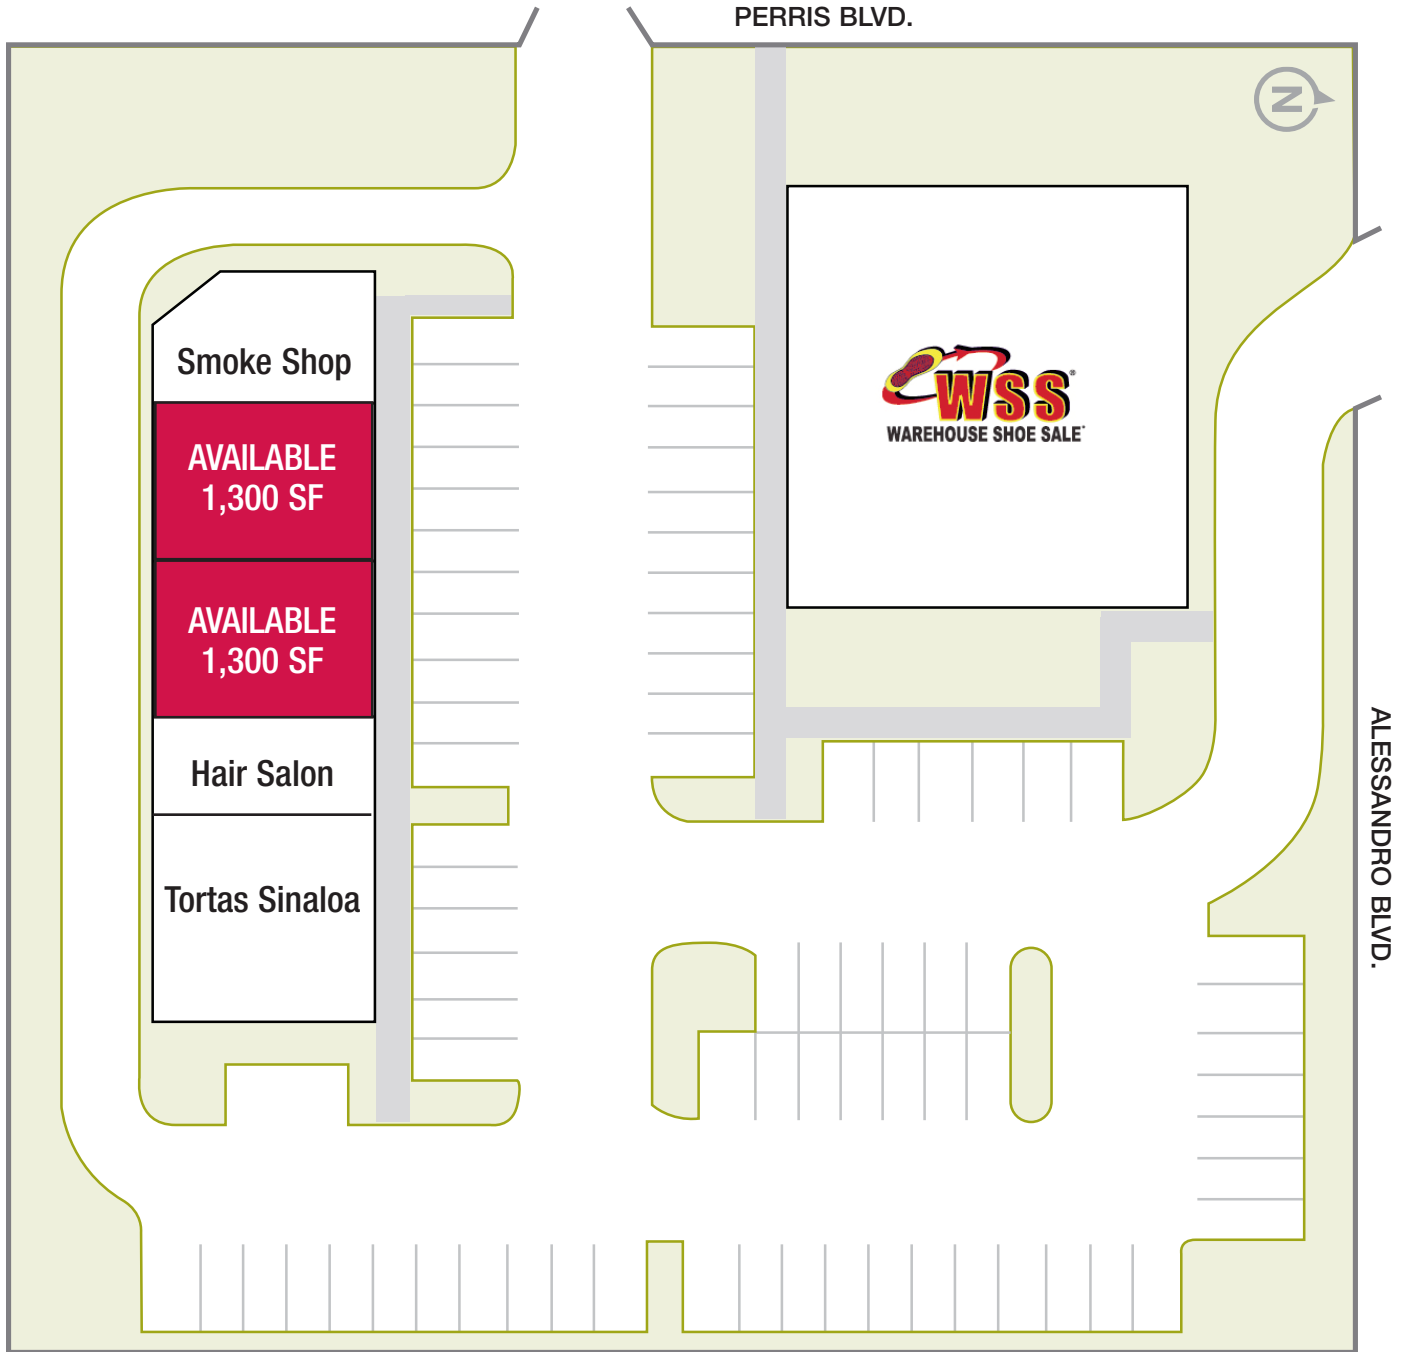 PERRIS BLVD.
N
Smoke Shop
AVAILABLE
1,300 SF
AVAILABLE
1,300 SF
Hair Salon
Tortas Sinaloa
WSS®
WAREHOUSE SHOE SALE
ALESSANDRO BLVD.